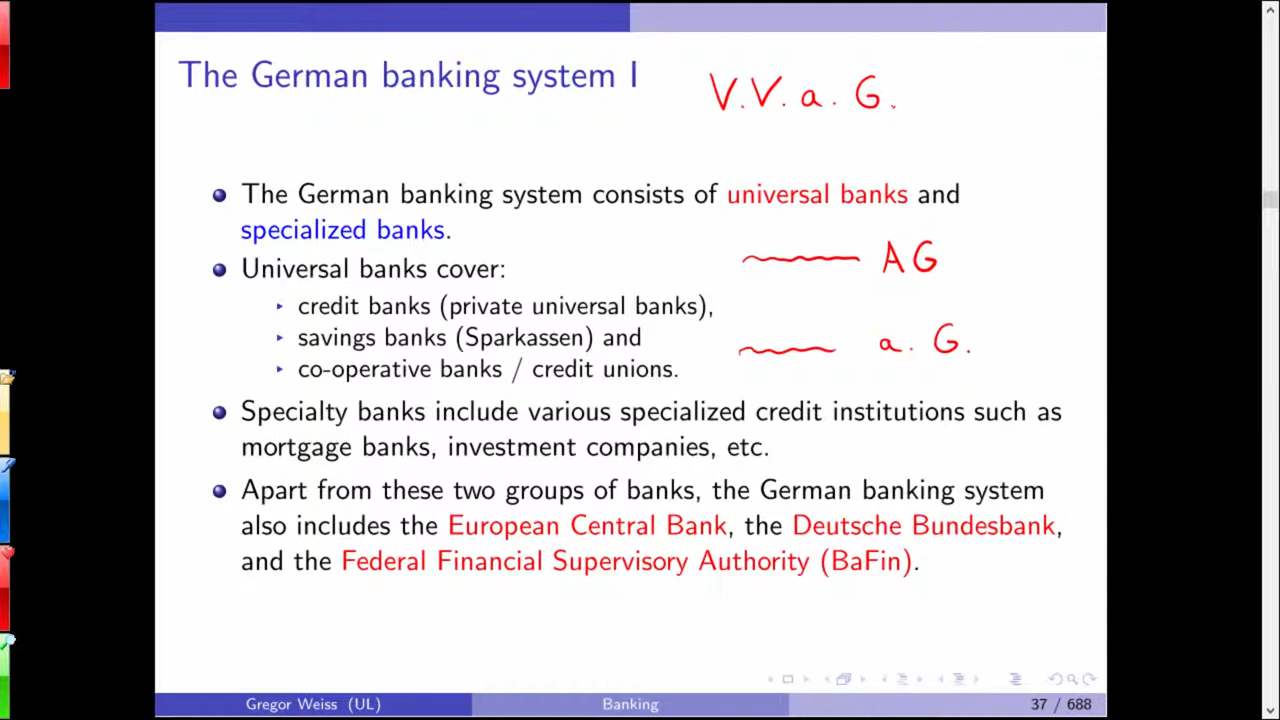 The German banking system I
V.V.a.G.
The German banking system consists of universal banks and
specialized banks.
AG
Universal banks cover:
credit banks (private universal banks),
savings banks (Sparkassen) and
a. G.
co-operative banks / credit unions.
Specialty banks include various specialized credit institutions such as
mortgage banks, investment companies, etc.
Apart from these two groups of banks, the German banking system
also includes the European Central Bank, the Deutsche Bundesbank,
and the Federal Financial Supervisory Authority (BaFin).
Gregor Weiss (UL)
Banking
37 / 688